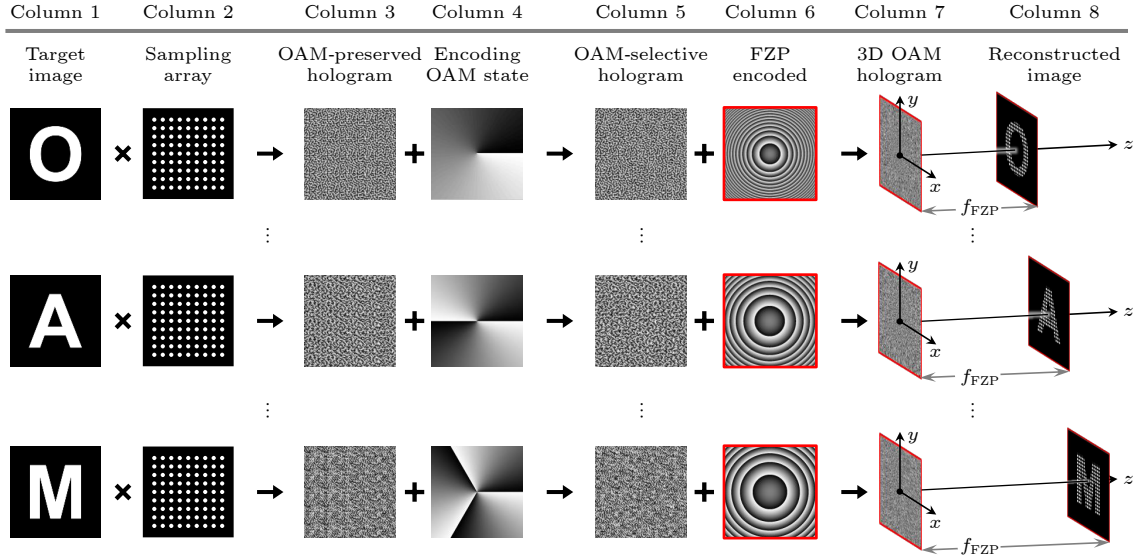 Column 1 Column 2 Column 3 Column 4 Column 5 Column 6 Column 7 Column 8
Target image
Sampling array
OAM-preserved hologram
Encoding OAM state
OAM-selective hologram
FZP encoded
3D OAM hologram
Reconstructed image
O × → + → + → y x z O
f_FZP
⋮ ⋮ ⋮
A × → + → + → y x z A
f_FZP
⋮ ⋮ ⋮
M × → + → + → y x z M
f_FZP